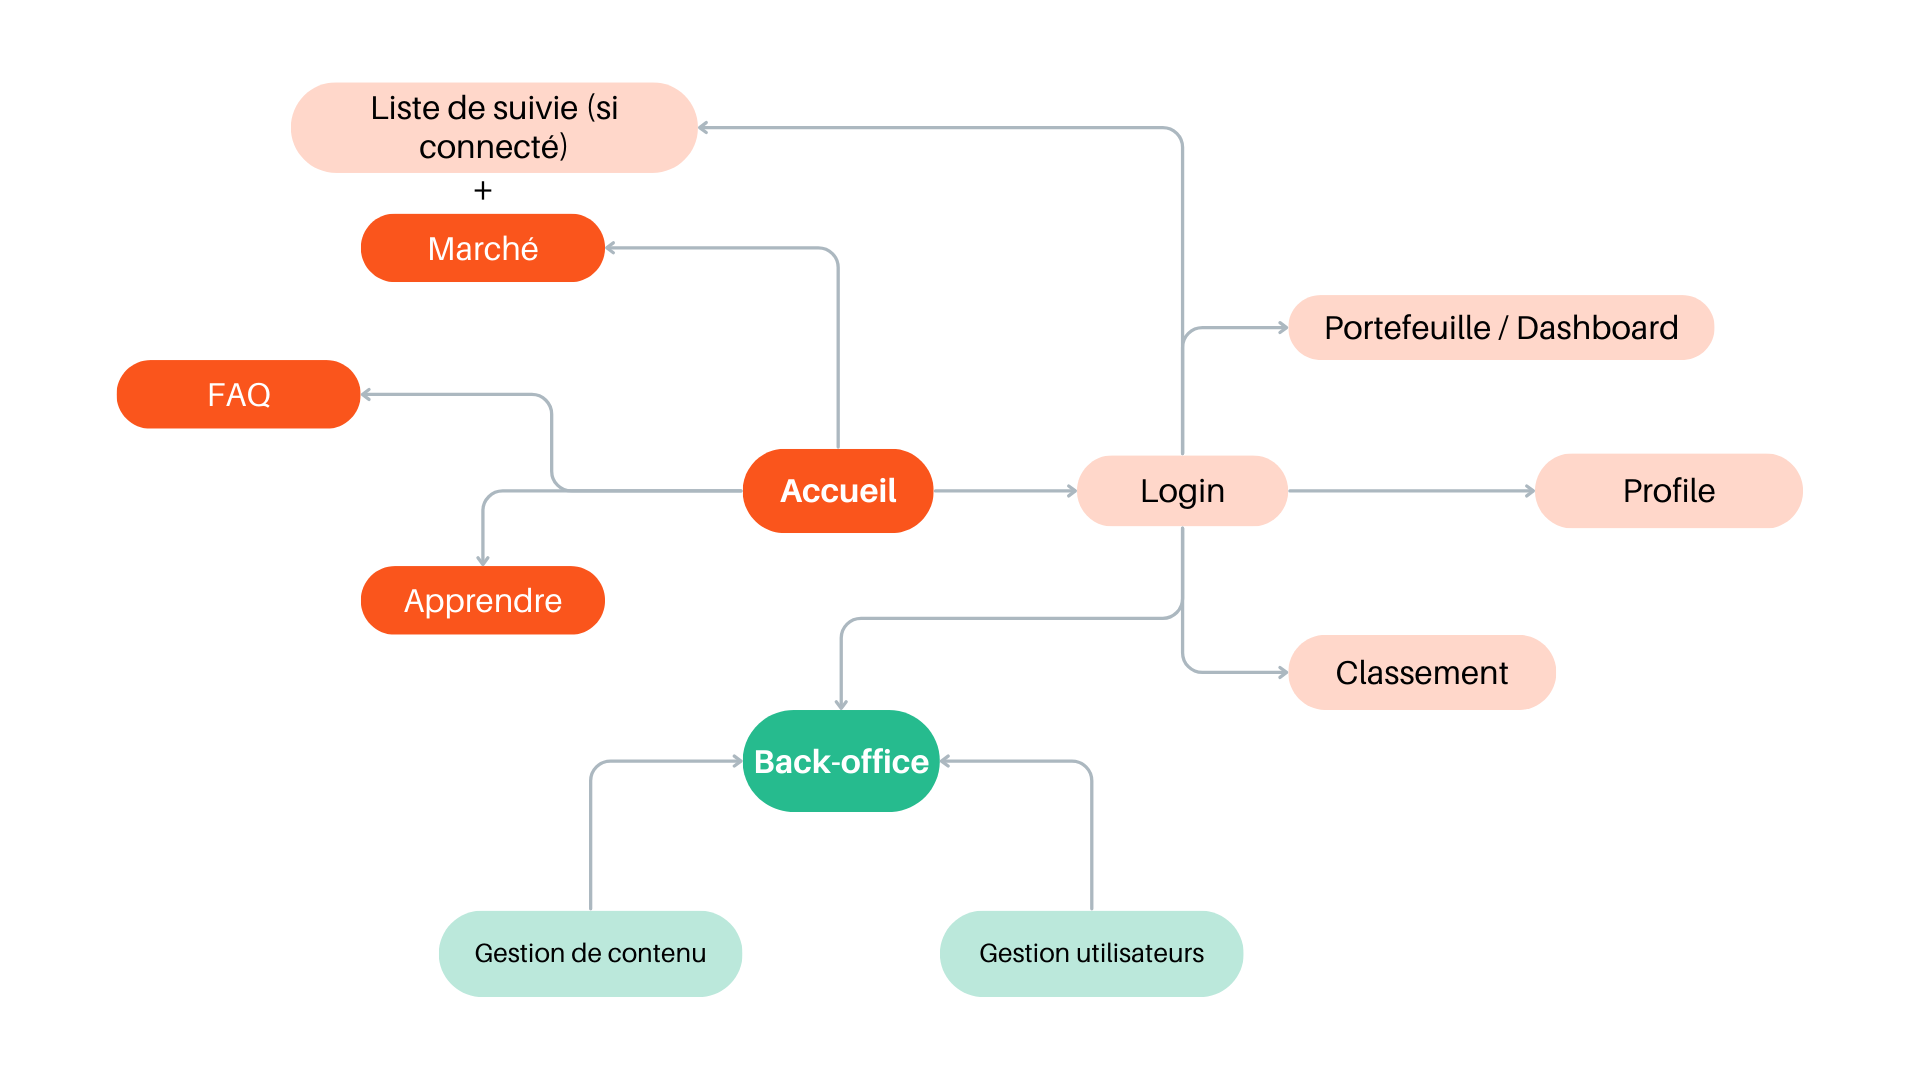 Liste de suivie (si
connecté)
+
Marché
Portefeuille / Dashboard
FAQ
Accueil
Login
Profile
Apprendre
Classement
Back-office
Gestion de contenu
Gestion utilisateurs